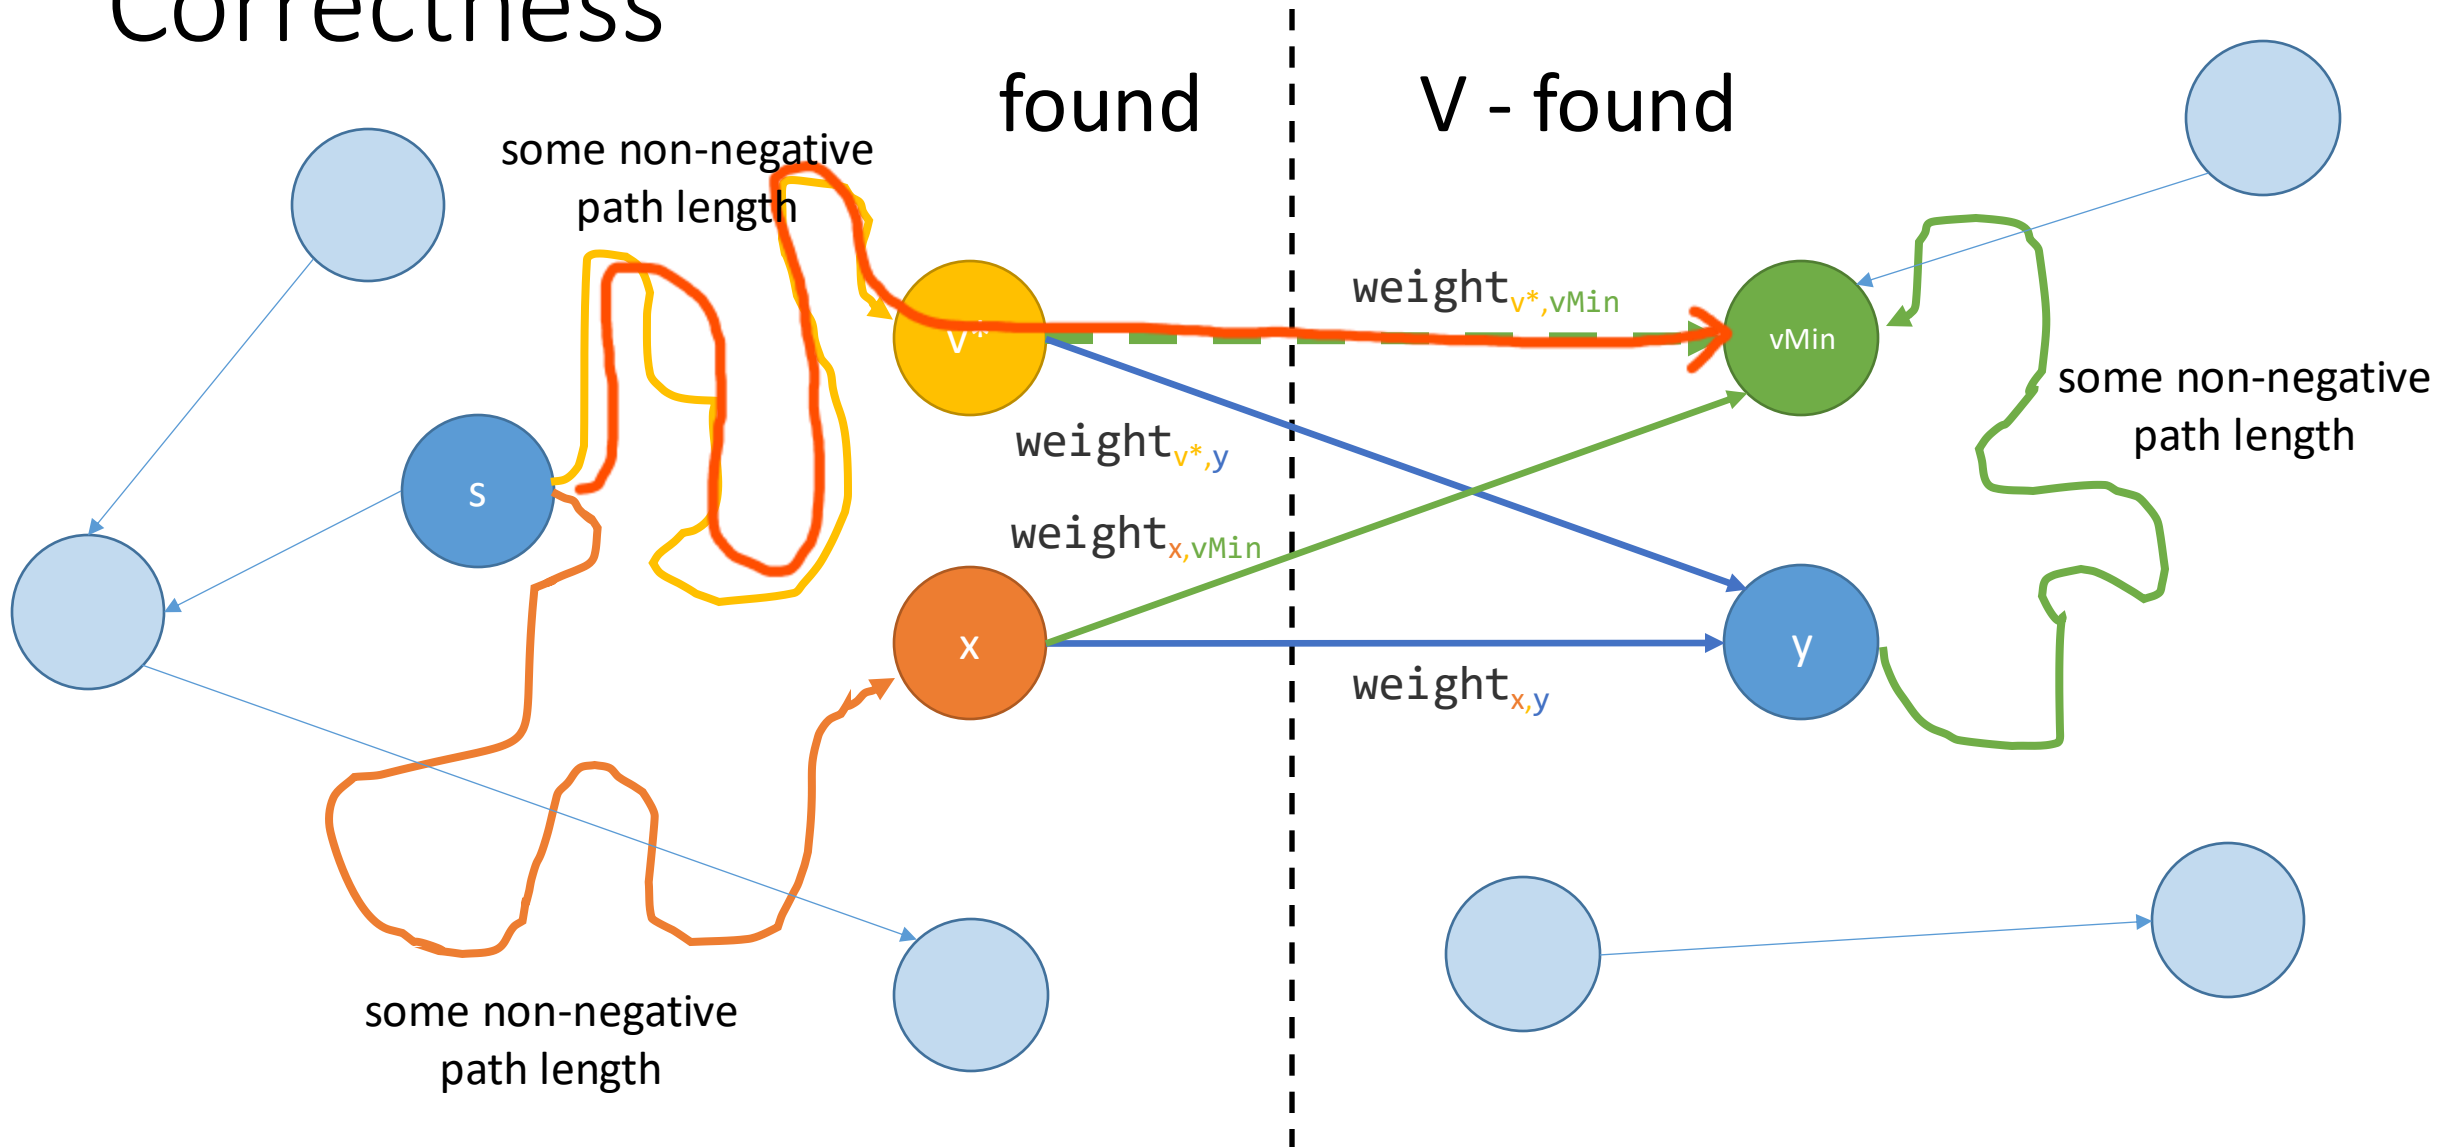 Correctness
found
V - found
some non-negative
path length
weightv*,vMin
v*
vMin
some non-negative
path length
weightv*,y
s
weightx,vMin
x
y
weightx,y
some non-negative
path length